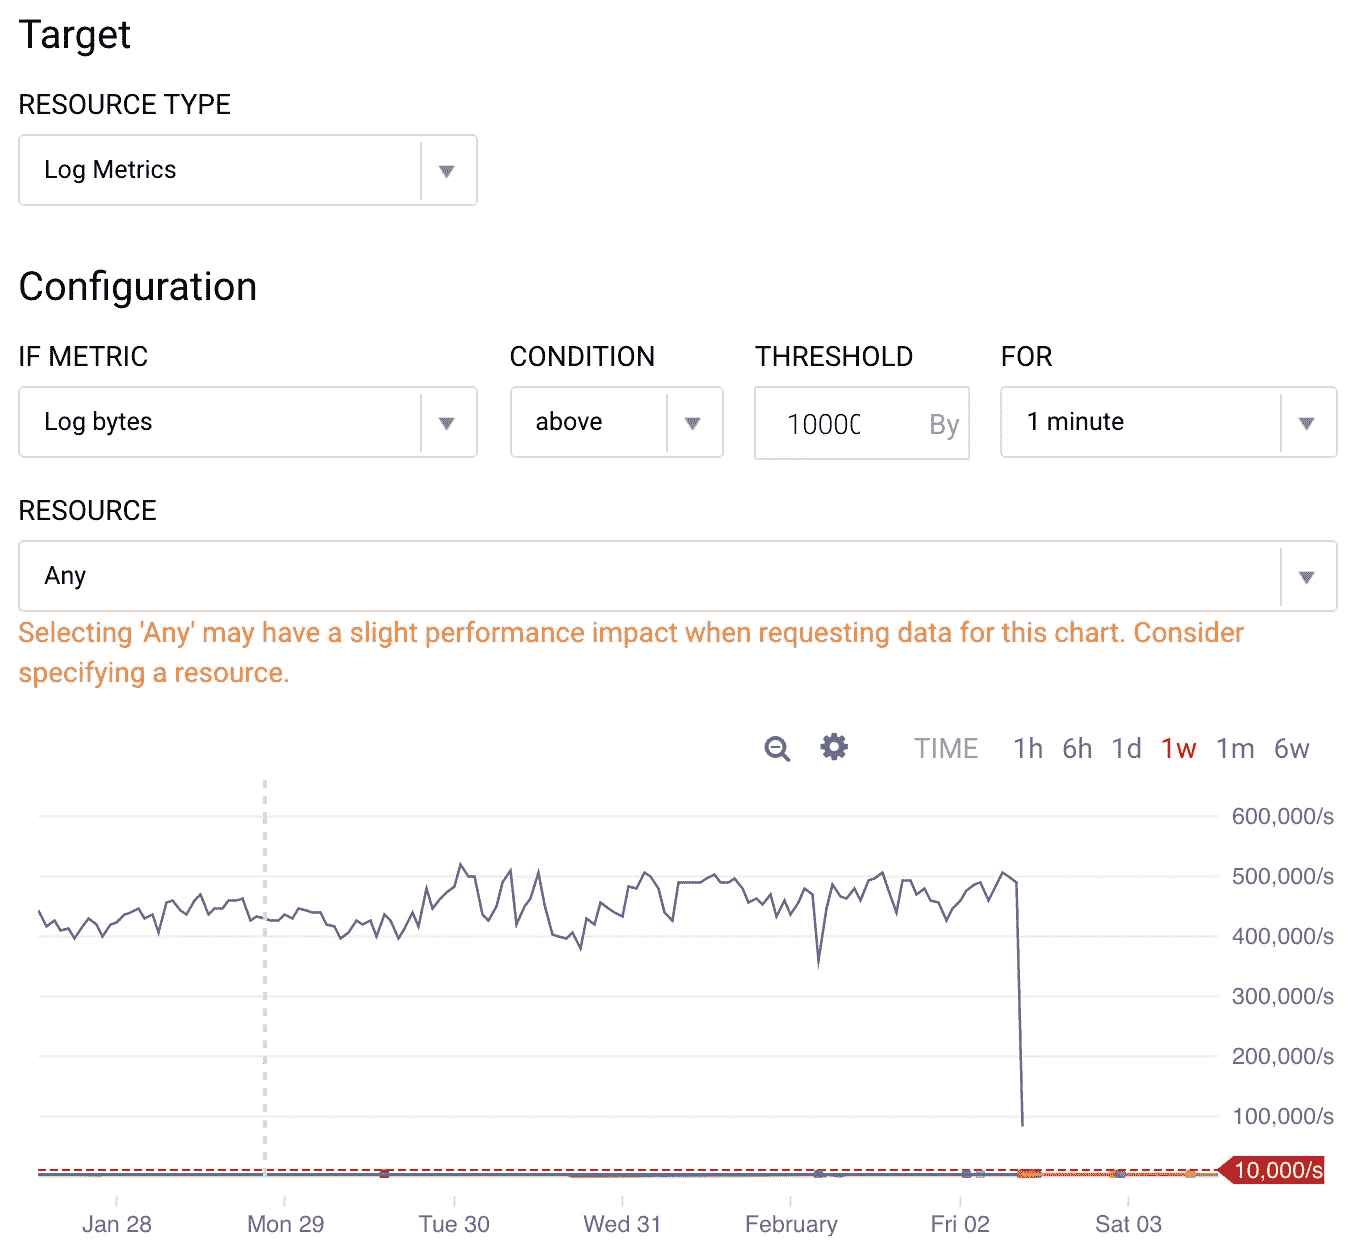 Target
RESOURCE TYPE
Log Metrics
Configuration
IF METRIC CONDITION THRESHOLD FOR
Log bytes above 10000 By 1 minute
RESOURCE
Any
Selecting 'Any' may have a slight performance impact when requesting data for this chart. Consider
specifying a resource.
TIME 1h 6h 1d 1w 1m 6w
600,000/s
500,000/s
400,000/s
300,000/s
200,000/s
100,000/s
10,000/s
Jan 28 Mon 29 Tue 30 Wed 31 February Fri 02 Sat 03